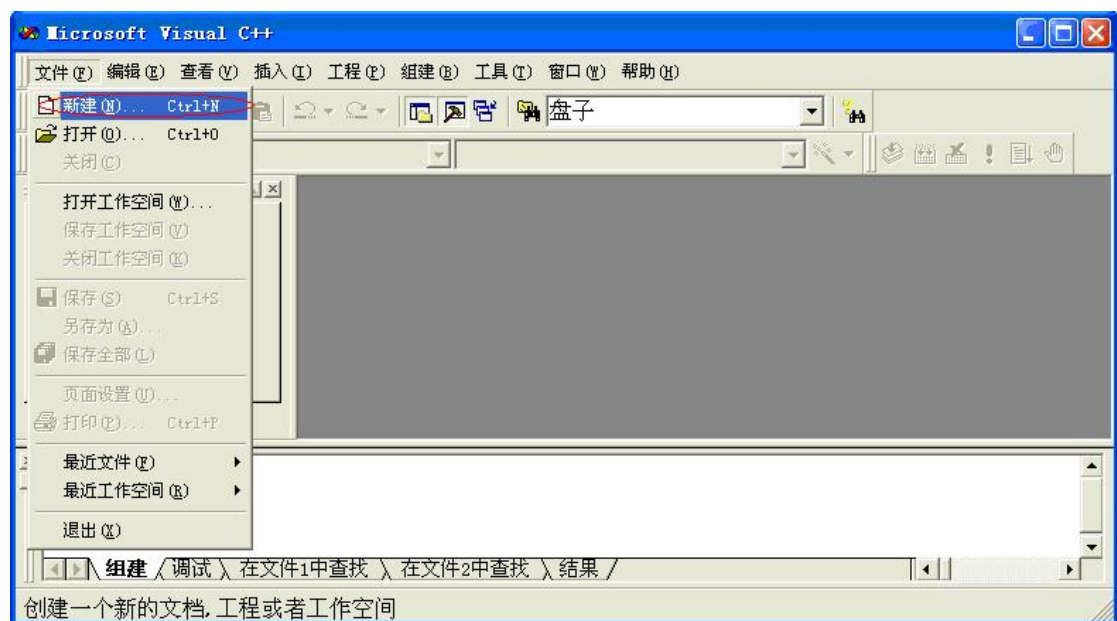 Microsoft Visual C++
文件(F) 编辑(E) 查看(V) 插入(I) 工程(P) 组建(B) 工具(T) 窗口(W) 帮助(H)
新建(N)... Ctrl+N
盘子
打开(O)... Ctrl+O
关闭(C)
打开工作空间(W)...
保存工作空间(V)
关闭工作空间(K)
保存(S) Ctrl+S
另存为(A)...
保存全部(L)
页面设置(U)...
打印(P)... Ctrl+P
最近文件(F)
最近工作空间(R)
退出(X)
组建 调试 在文件1中查找 在文件2中查找 结果
创建一个新的文档,工程或者工作空间